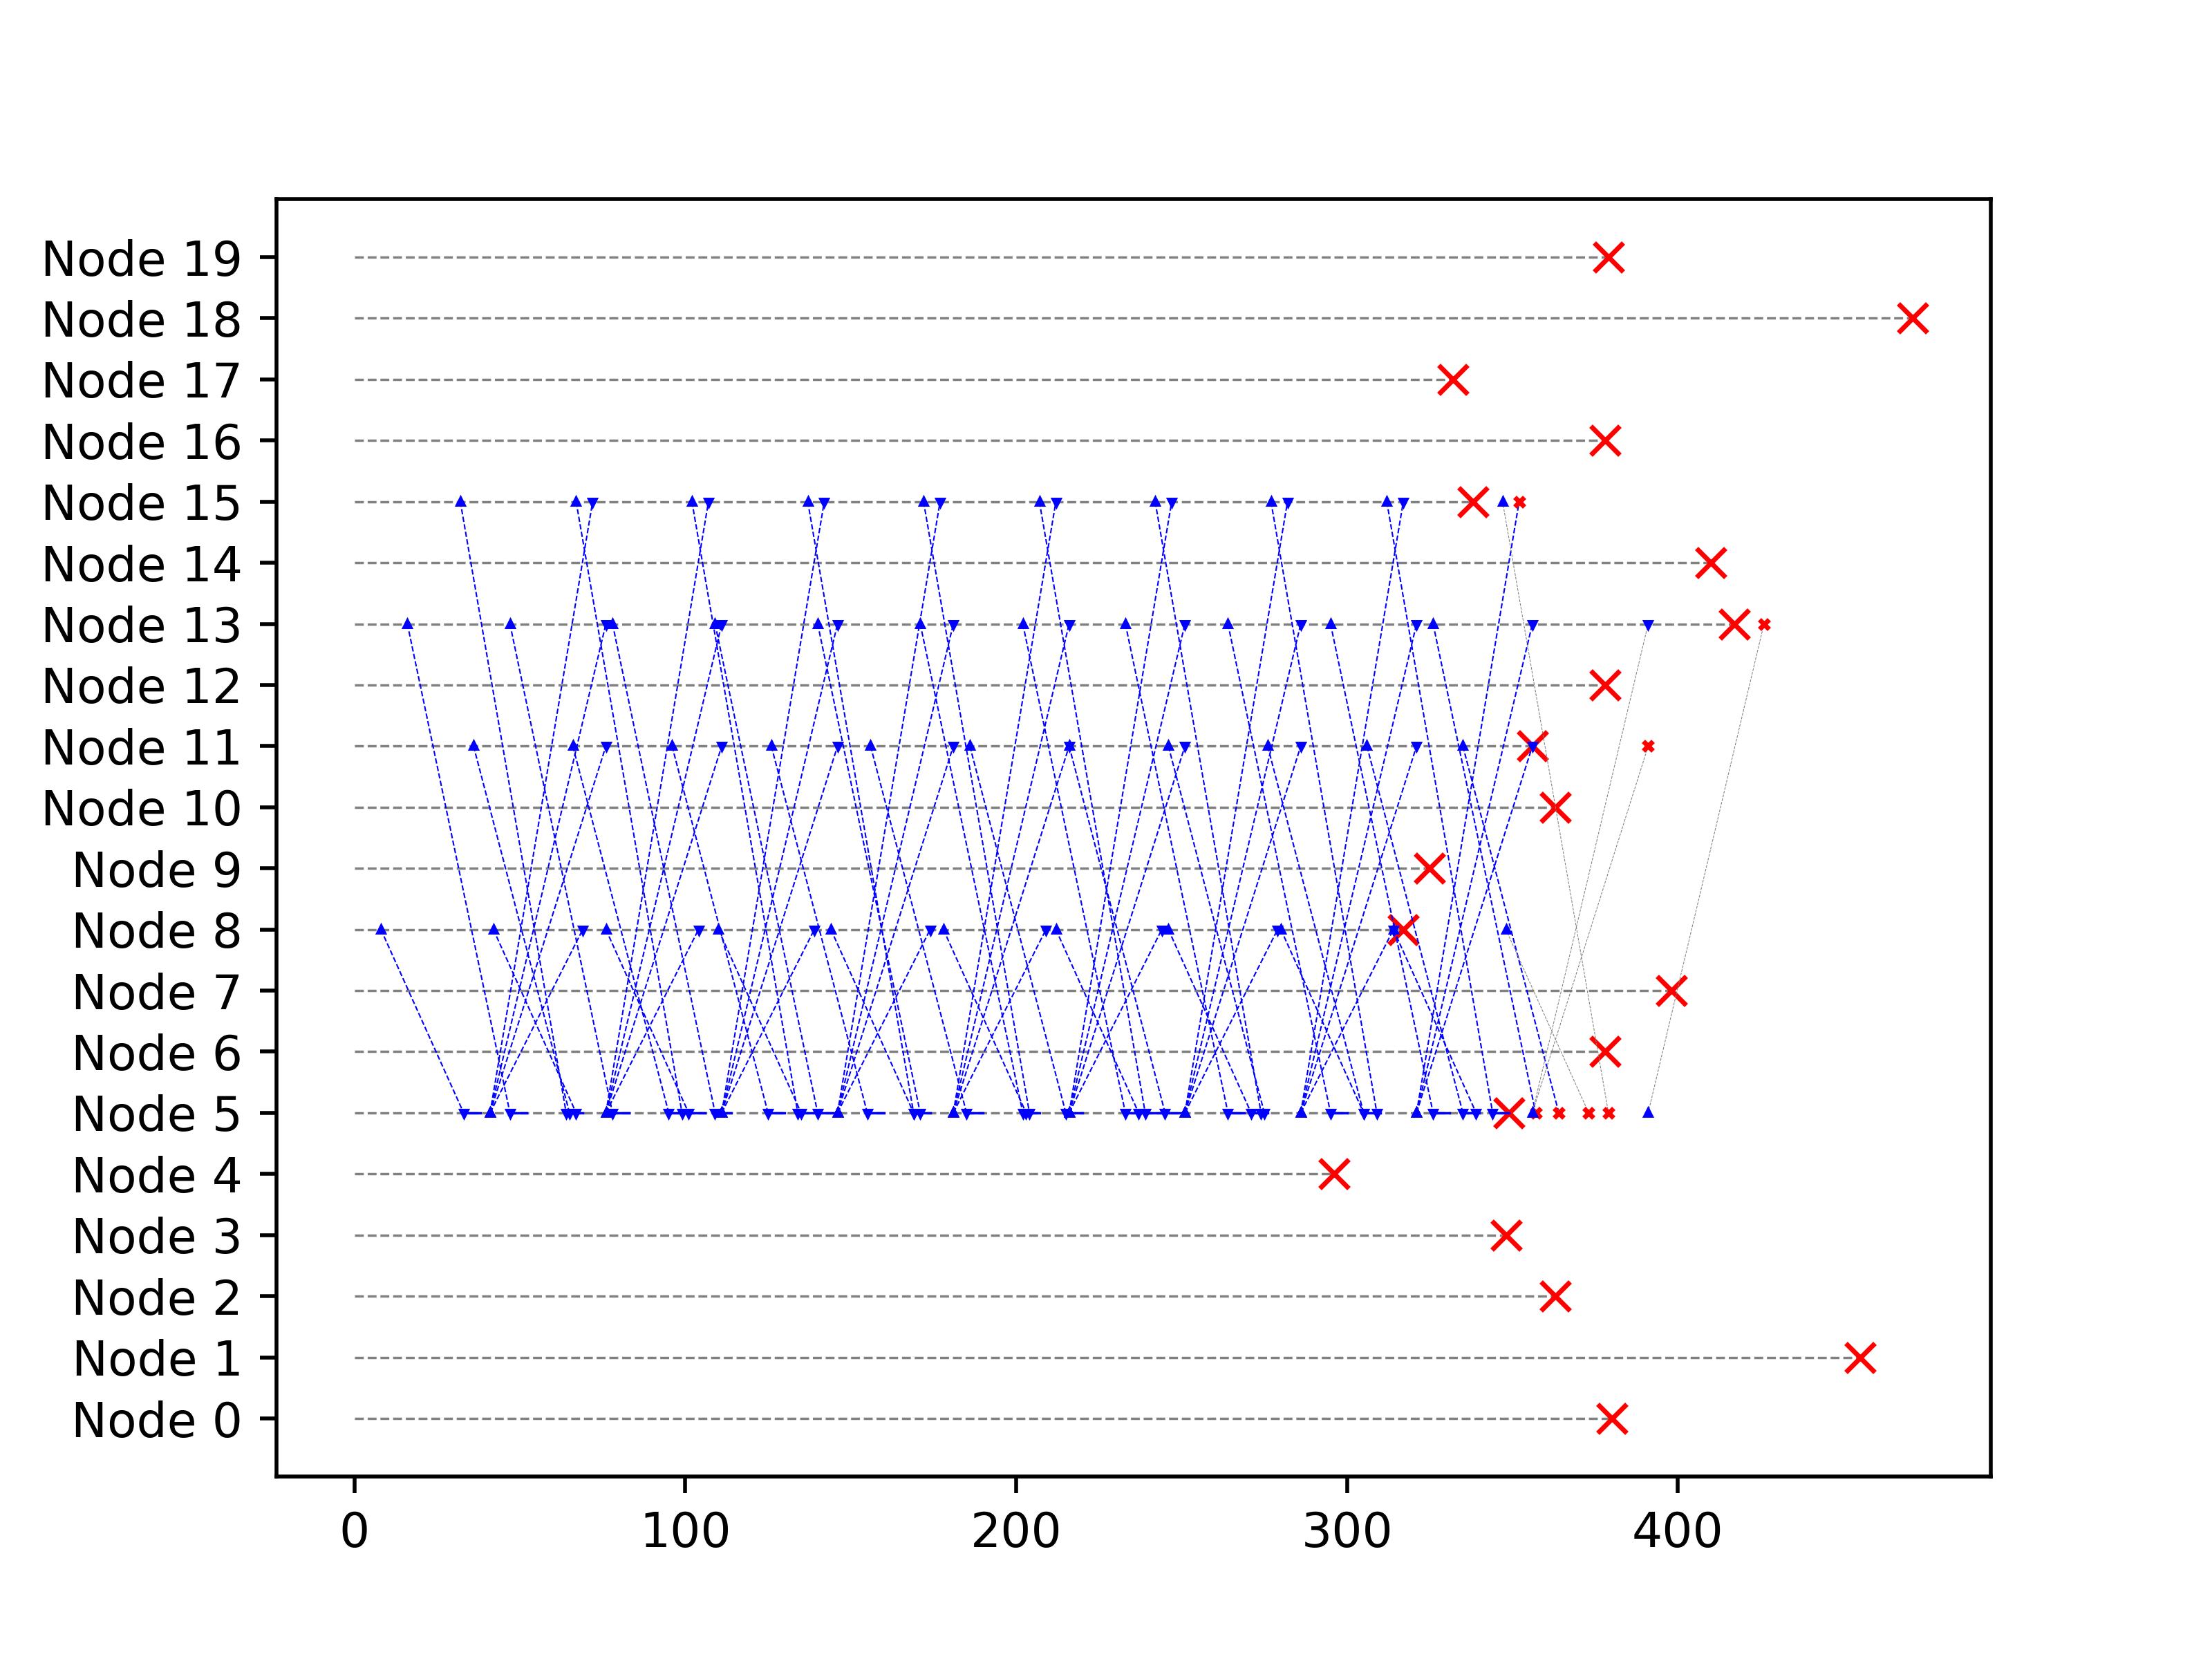 Node 19
Node 18
Node 17
Node 16
Node 15
Node 14
Node 13
Node 12
Node 11
Node 10
Node 9
Node 8
Node 7
Node 6
Node 5
Node 4
Node 3
Node 2
Node 1
Node 0
0 100 200 300 400